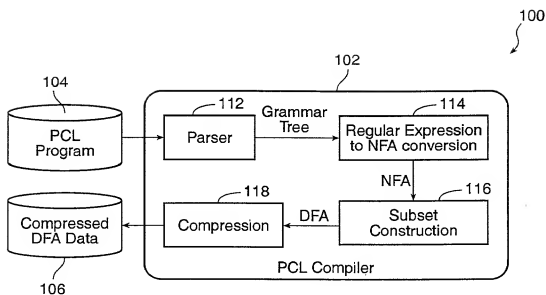 100
102
104
PCL
Program
112
Parser
Grammar
Tree
114
Regular Expression
to NFA conversion
NFA
116
Subset
Construction
DFA
118
Compression
Compressed
DFA Data
106
PCL Compiler